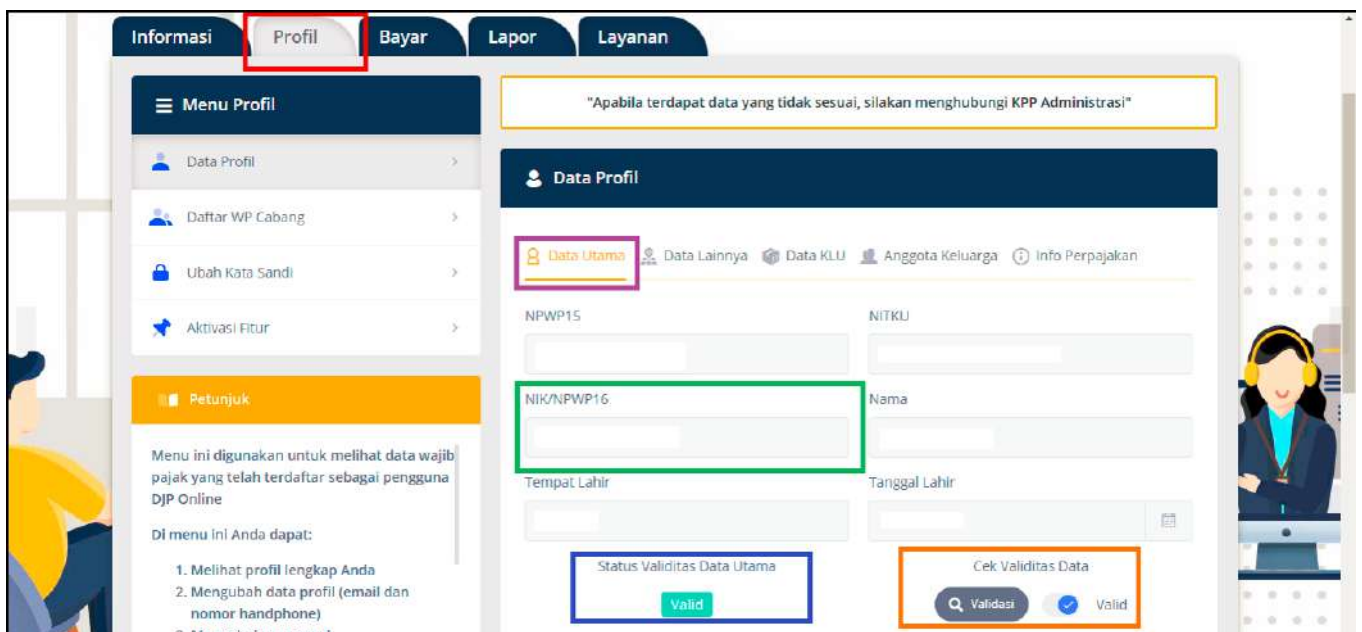 Informasi
Profil
Bayar
Lapor
Layanan
Menu Profil
Data Profil
Daftar WP Cabang
Ubah Kata Sandi
Aktivasi Fitur
Petunjuk
Menu ini digunakan untuk melihat data wajib
pajak yang telah terdaftar sebagai pengguna
DJP Online
Di menu ini Anda dapat:
1. Melihat profil lengkap Anda
2. Mengubah data profil (email dan
nomor handphone)
"Apabila terdapat data yang tidak sesuai, silakan menghubungi KPP Administrasi"
Data Profil
Data Utama
Data Lainnya
Data KLU
Anggota Keluarga
Info Perpajakan
NPWP15
NITKU
NIK/NPWP16
Nama
Tempat Lahir
Tanggal Lahir
Status Validitas Data Utama
Valid
Cek Validitas Data
Validasi
Valid